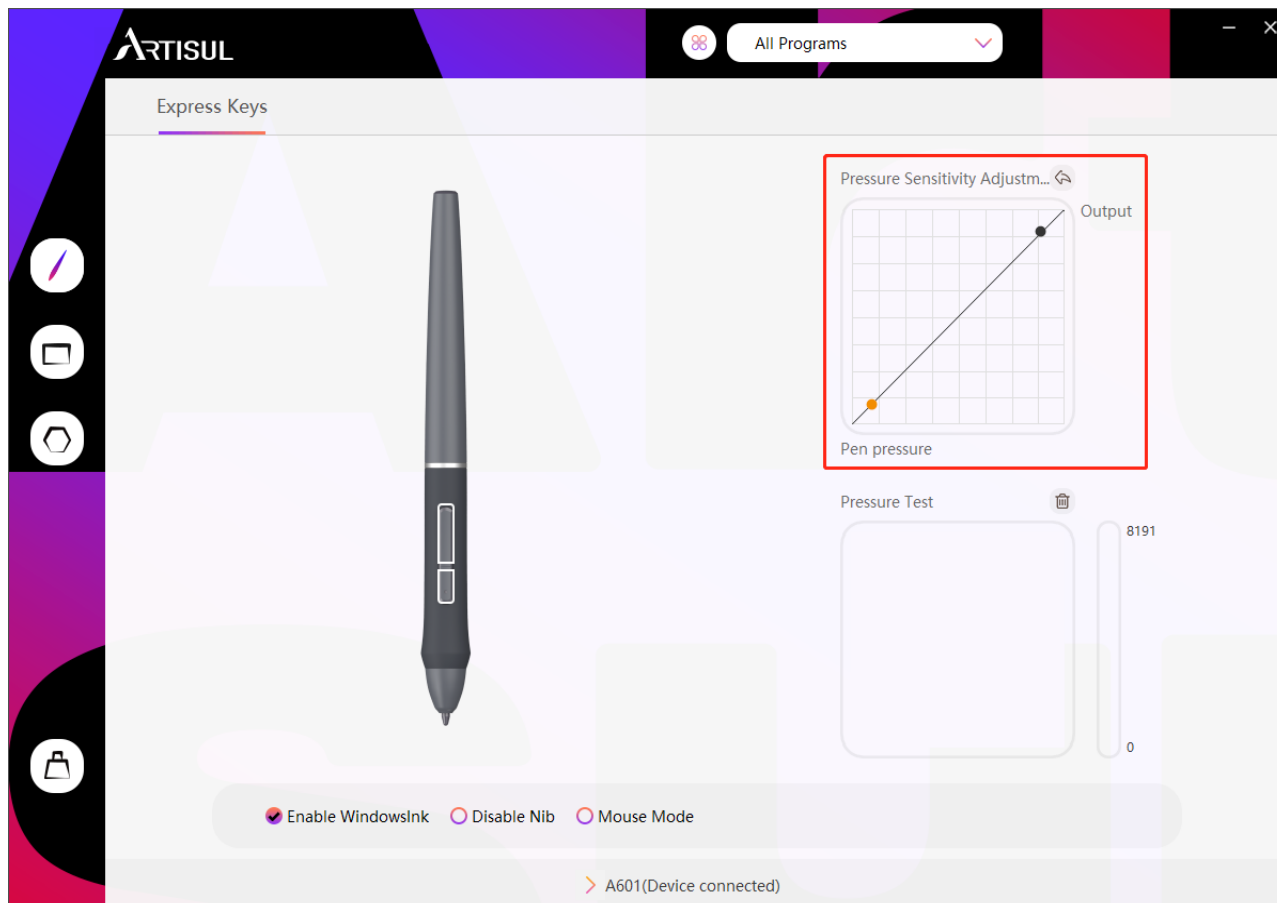 ARTISUL
All Programs
Express Keys
Pressure Sensitivity Adjustm...
Output
Pen pressure
Pressure Test
8191
0
Enable WindowsInk
Disable Nib
Mouse Mode
A601(Device connected)